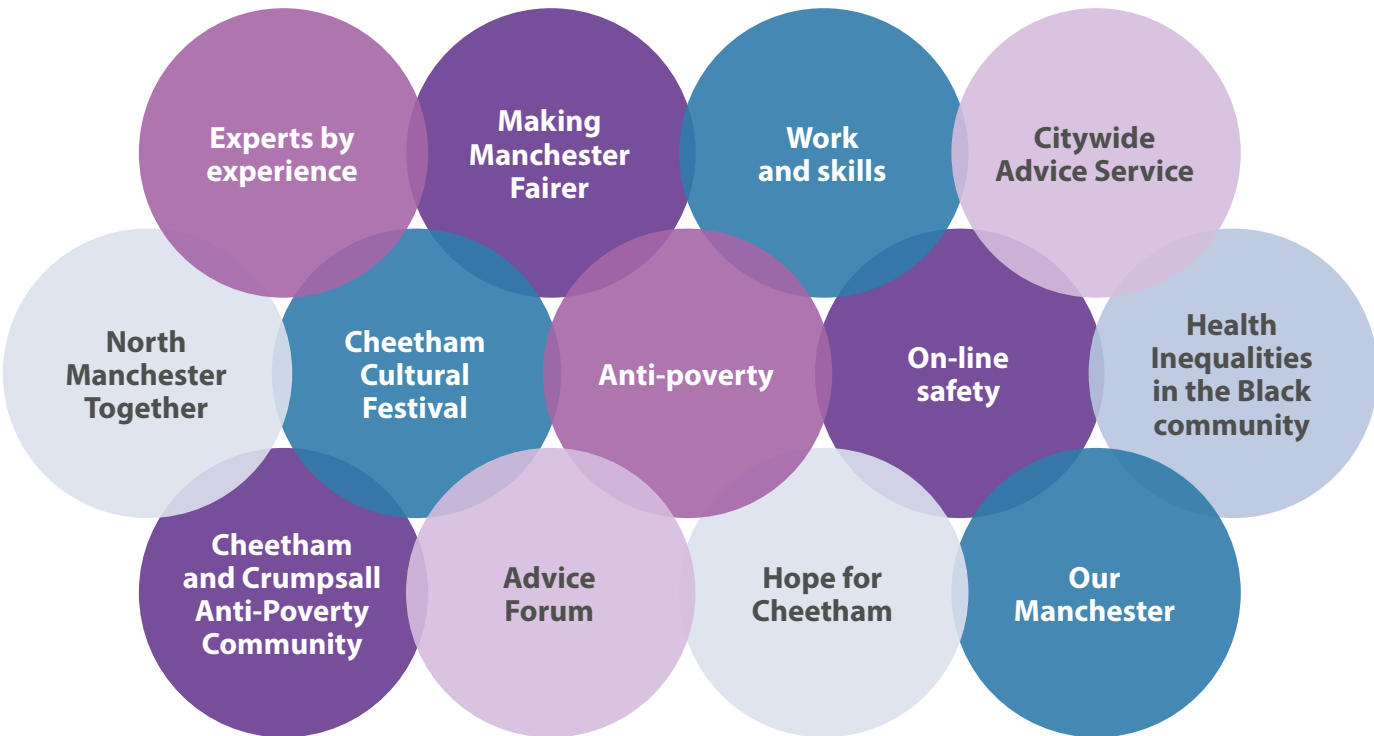 Experts by
experience
Making
Manchester
Fairer
Work
and skills
Citywide
Advice Service
North
Manchester
Together
Cheetham
Cultural
Festival
Anti-poverty
On-line
safety
Health
Inequalities
in the Black
community
Cheetham
and Crumpsall
Anti-Poverty
Community
Advice
Forum
Hope for
Cheetham
Our
Manchester